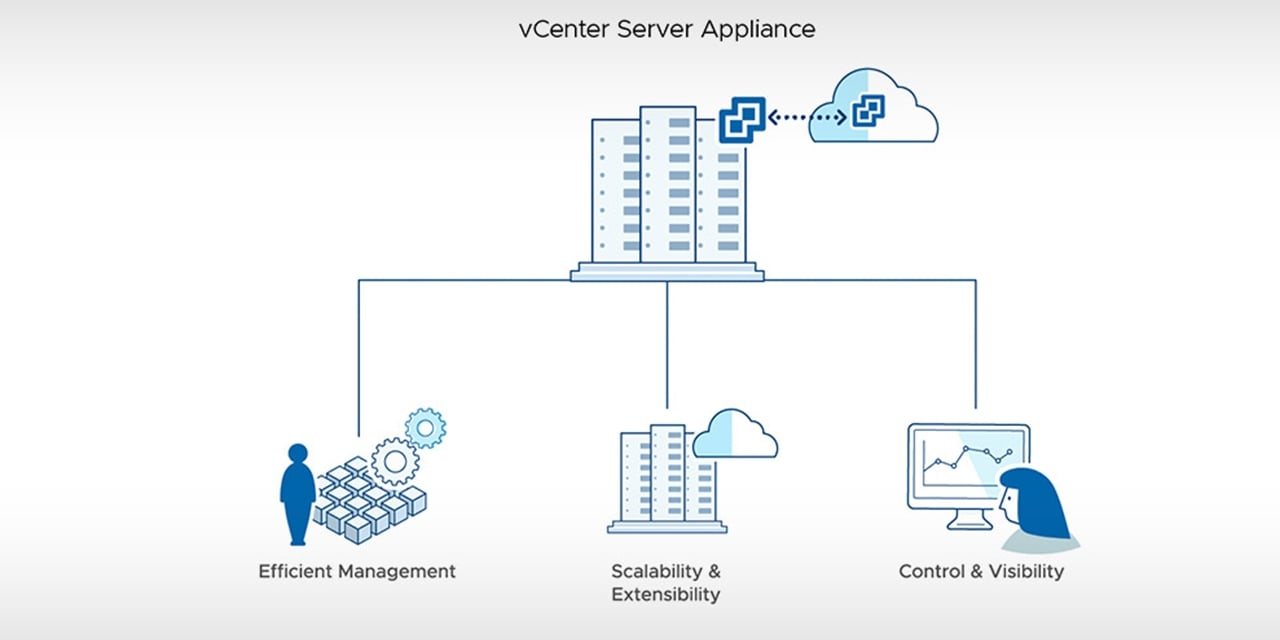 vCenter Server Appliance
Efficient Management
Scalability &
Extensibility
Control & Visibility